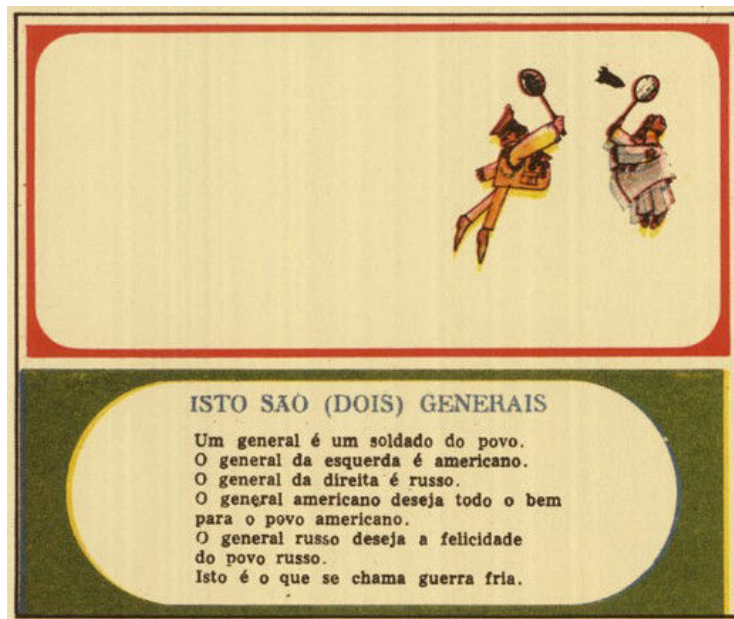 ISTO SAO (DOIS) GENERAIS
Um general é um soldado do povo.
O general da esquerda é americano.
O general da direita é russo.
O general americano deseja todo o bem
para o povo americano.
O general russo deseja a felicidade
do povo russo.
Isto é o que se chama guerra fria.